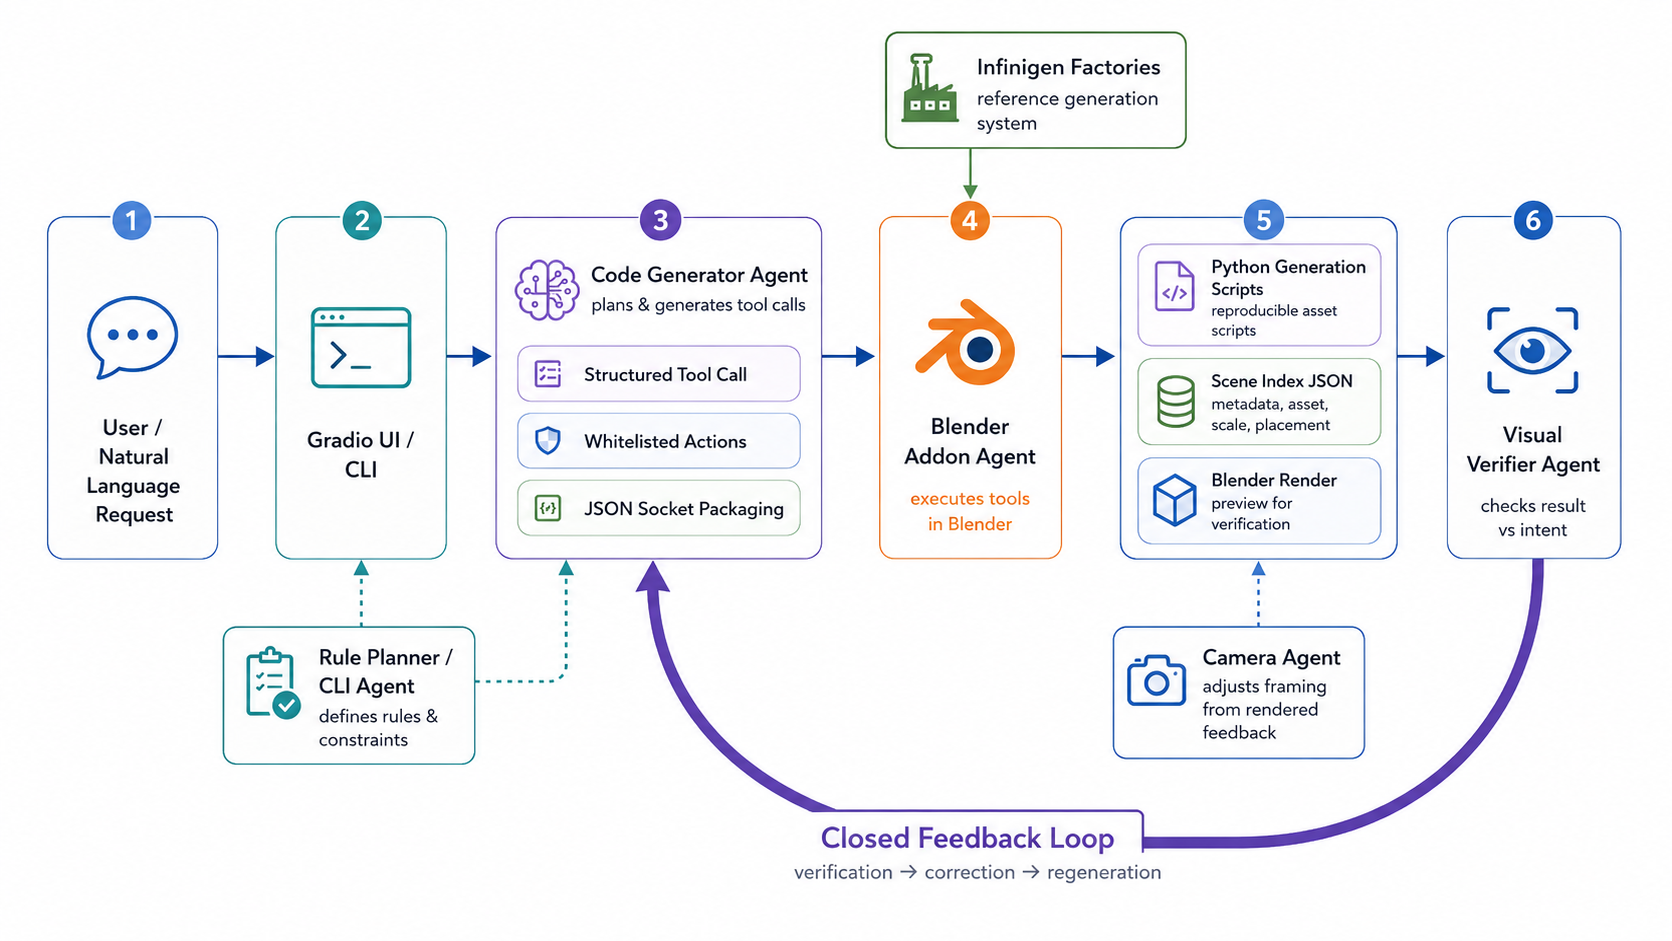 Infinigen Factories
reference generation
system
1
User /
Natural
Language
Request
2
Gradio UI /
CLI
3
Code Generator Agent
plans & generates tool calls
Structured Tool Call
Whitelisted Actions
JSON Socket Packaging
4
Blender
Addon Agent
executes tools
in Blender
5
Python Generation
Scripts
reproducible asset
scripts
Scene Index JSON
metadata, asset,
scale, placement
Blender Render
preview for
verification
6
Visual
Verifier Agent
checks result
vs intent
Rule Planner /
CLI Agent
defines rules &
constraints
Camera Agent
adjusts framing
from rendered
feedback
Closed Feedback Loop
verification → correction → regeneration